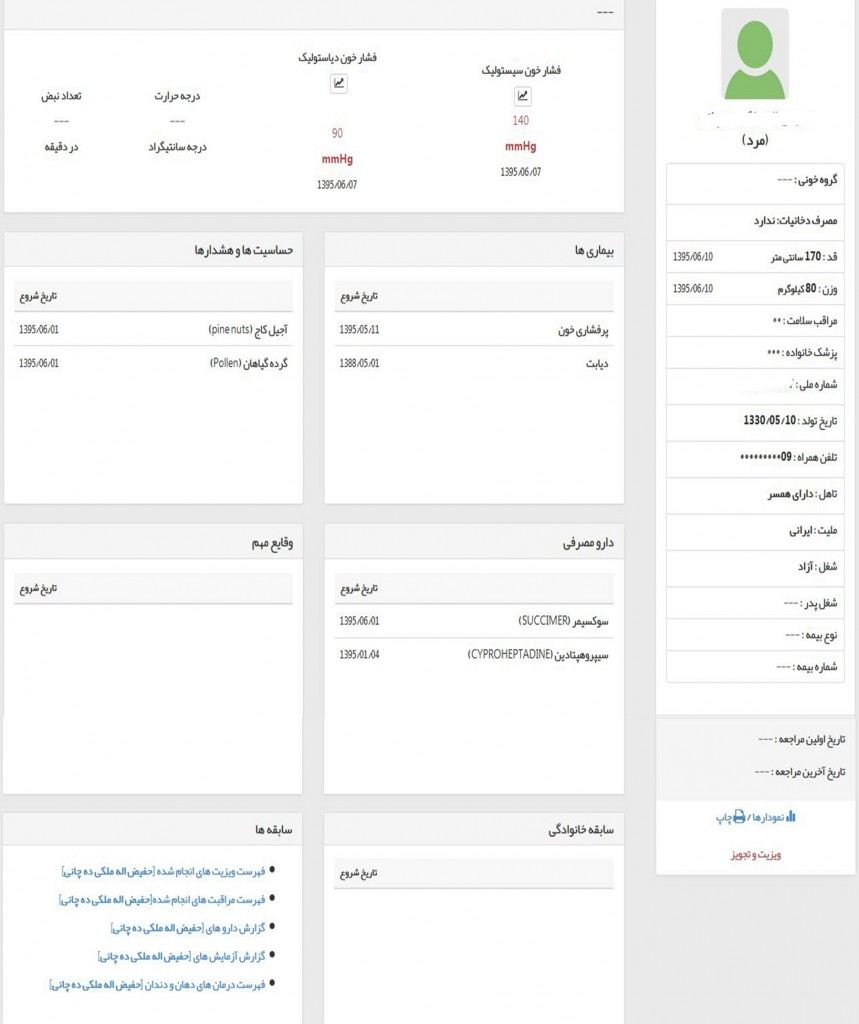 (مرد)
گروه خونی : ---
مصرف دخانیات: ندارد
قد : 170 سانتی متر 1395/06/10
وزن : 80 کیلوگرم 1395/06/10
مراقب سلامت : **
پزشک خانواده : ***
شماره ملی :
تاریخ تولد : 1330/05/10
تلفن همراه : 09*********
تاهل : دارای همسر
ملیت : ایرانی
شغل : آزاد
شغل پدر : ---
نوع بیمه : ---
شماره بیمه : ---
تاریخ اولین مراجعه : ---
تاریخ آخرین مراجعه : ---
نمودارها / چاپ
ویزیت و تجویز
---
فشار خون سیستولیک
140
mmHg
1395/06/07
فشار خون دیاستولیک
90
mmHg
1395/06/07
درجه حرارت
---
درجه سانتیگراد
تعداد نبض
---
در دقیقه
بیماری ها
تاریخ شروع
پرفشاری خون 1395/05/11
دیابت 1388/05/01
حساسیت ها و هشدارها
تاریخ شروع
آجیل کاج (pine nuts) 1395/06/01
گرده گیاهان (Pollen) 1395/06/01
دارو مصرفی
تاریخ شروع
سوکسیمر (SUCCIMER) 1395/06/01
سیپروهپتادین (CYPROHEPTADINE) 1395/01/04
وقایع مهم
تاریخ شروع
سابقه خانوادگی
تاریخ شروع
سابقه ها
فهرست ویزیت های انجام شده [حفیض اله ملکی ده چانی]
فهرست مراقبت های انجام شده[حفیض اله ملکی ده چانی]
گزارش دارو های [حفیض اله ملکی ده چانی]
گزارش آزمایش های [حفیض اله ملکی ده چانی]
فهرست درمان های دهان و دندان [حفیض اله ملکی ده چانی]